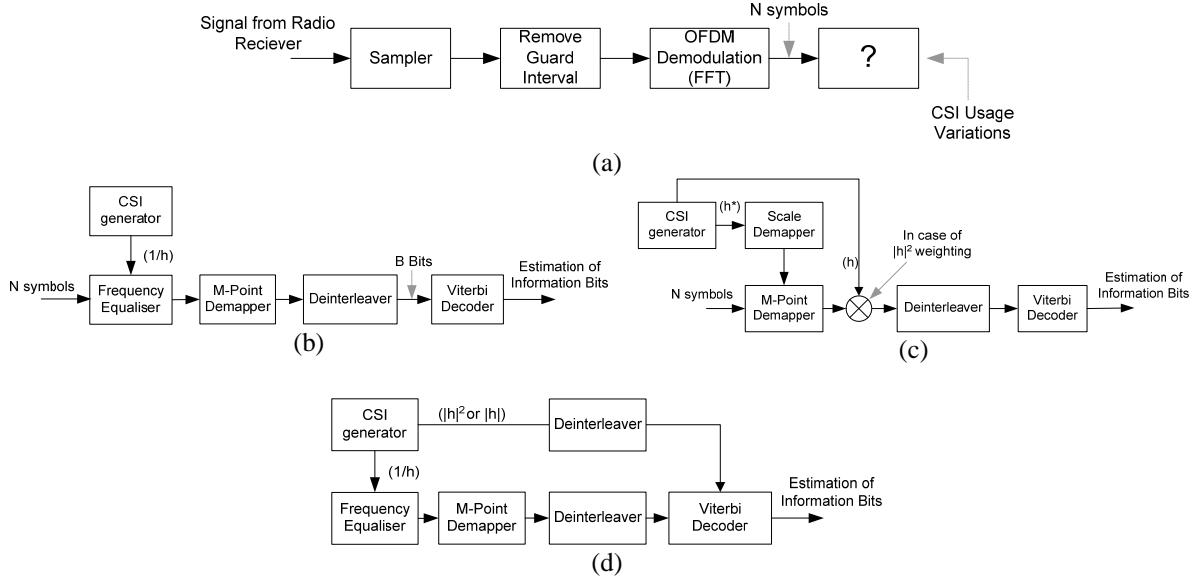 N symbols
Signal from Radio
Reciever
Sampler
Remove
Guard
Interval
OFDM
Demodulation
(FFT)
?
CSI Usage
Variations
(a)
CSI
generator
(1/h)
N symbols
Frequency
Equaliser
M-Point
Demapper
Deinterleaver
B Bits
Viterbi
Decoder
Estimation of
Information Bits
(b)
CSI
generator
(h*)
Scale
Demapper
(h)
In case of
|h|² weighting
N symbols
M-Point
Demapper
Deinterleaver
Viterbi
Decoder
Estimation of
Information Bits
(c)
CSI
generator
(|h|² or |h|)
Deinterleaver
(1/h)
Frequency
Equaliser
M-Point
Demapper
Deinterleaver
Viterbi
Decoder
Estimation of
Information Bits
(d)